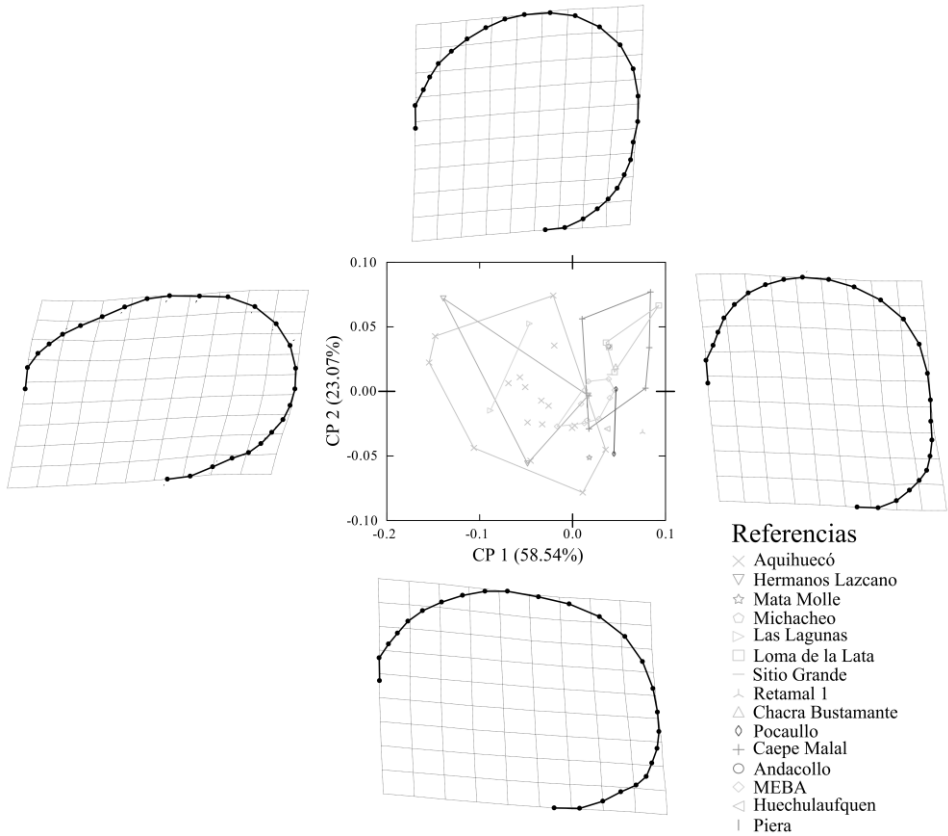 0.10
0.05
0.00
-0.05
-0.10
CP 2 (23.07%)
-0.2
-0.1
0.0
0.1
CP 1 (58.54%)
Referencias
Aquihuecó
Hermanos Lazcano
Mata Molle
Michacheo
Las Lagunas
Loma de la Lata
Sitio Grande
Retamal 1
Chacra Bustamante
Pocaullo
Caepe Malal
Andacollo
MEBA
Huechulaufquen
Piera